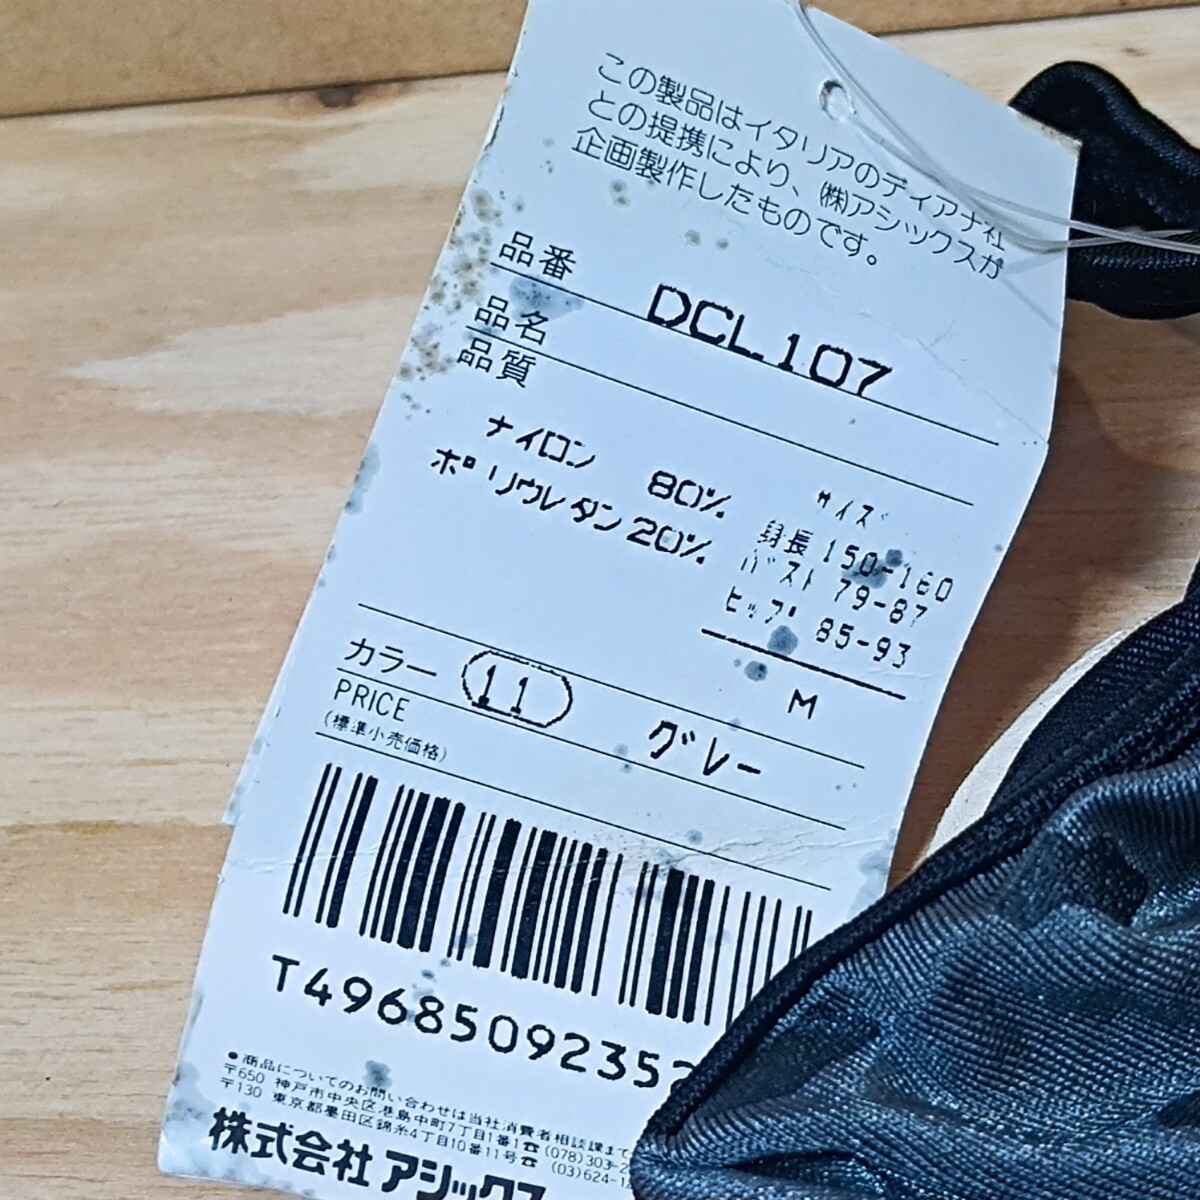 この製品はイタリアのディアナ社
との提携により、(株)アシックスが
企画製作したものです。
品番 DCL107
品名
品質
ナイロン 80%
ポリウレタン20%
サイズ
身長 150-160
バスト 79-87
ヒップ 85-93
M
カラー 11 グレー
PRICE
(標準小売価格)
T4968509235
●商品についてのお問い合わせは当社消費者相談課まで
〒650 神戸市中央区港島中町7丁目1番1☎(078)303-2
〒130 東京都墨田区錦糸4丁目10番11号☎(03)624-1
株式会社アシックス